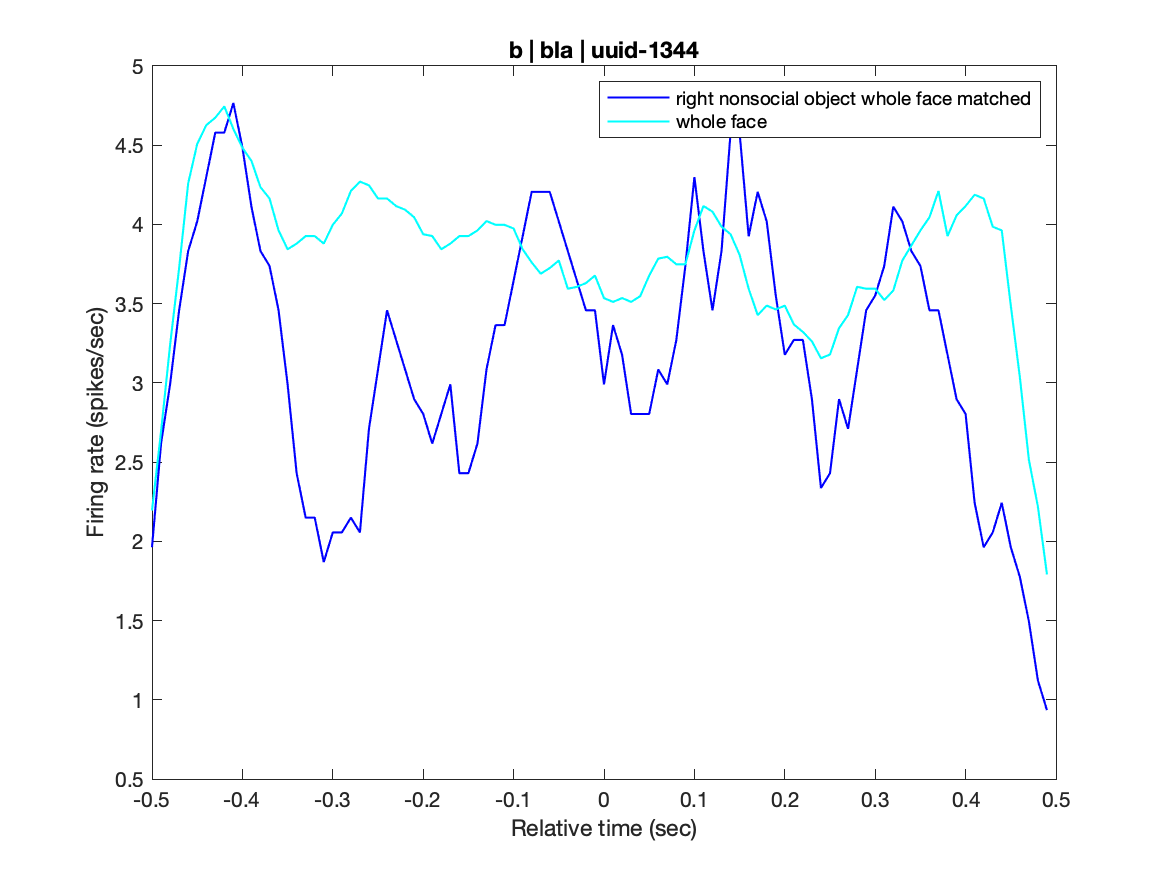 b | bla | uuid-1344
right nonsocial object whole face matched
whole face
5
4.5
4
3.5
3
2.5
2
1.5
1
0.5
Firing rate (spikes/sec)
-0.5 -0.4 -0.3 -0.2 -0.1 0 0.1 0.2 0.3 0.4 0.5
Relative time (sec)